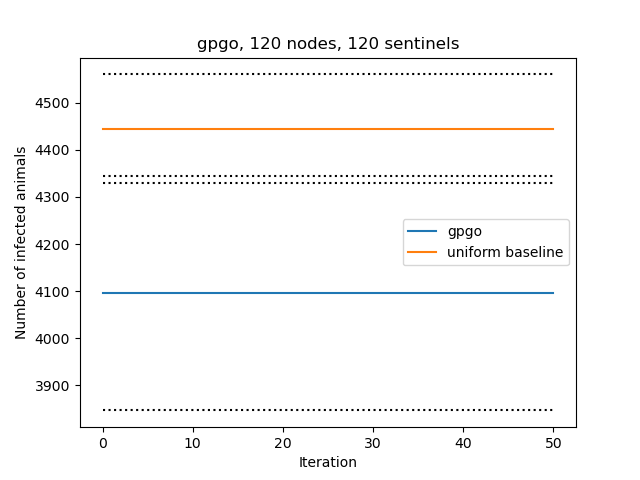 gpgo, 120 nodes, 120 sentinels
Number of infected animals
4500
4400
4300
4200
4100
4000
3900
gpgo
uniform baseline
0
10
20
30
40
50
Iteration